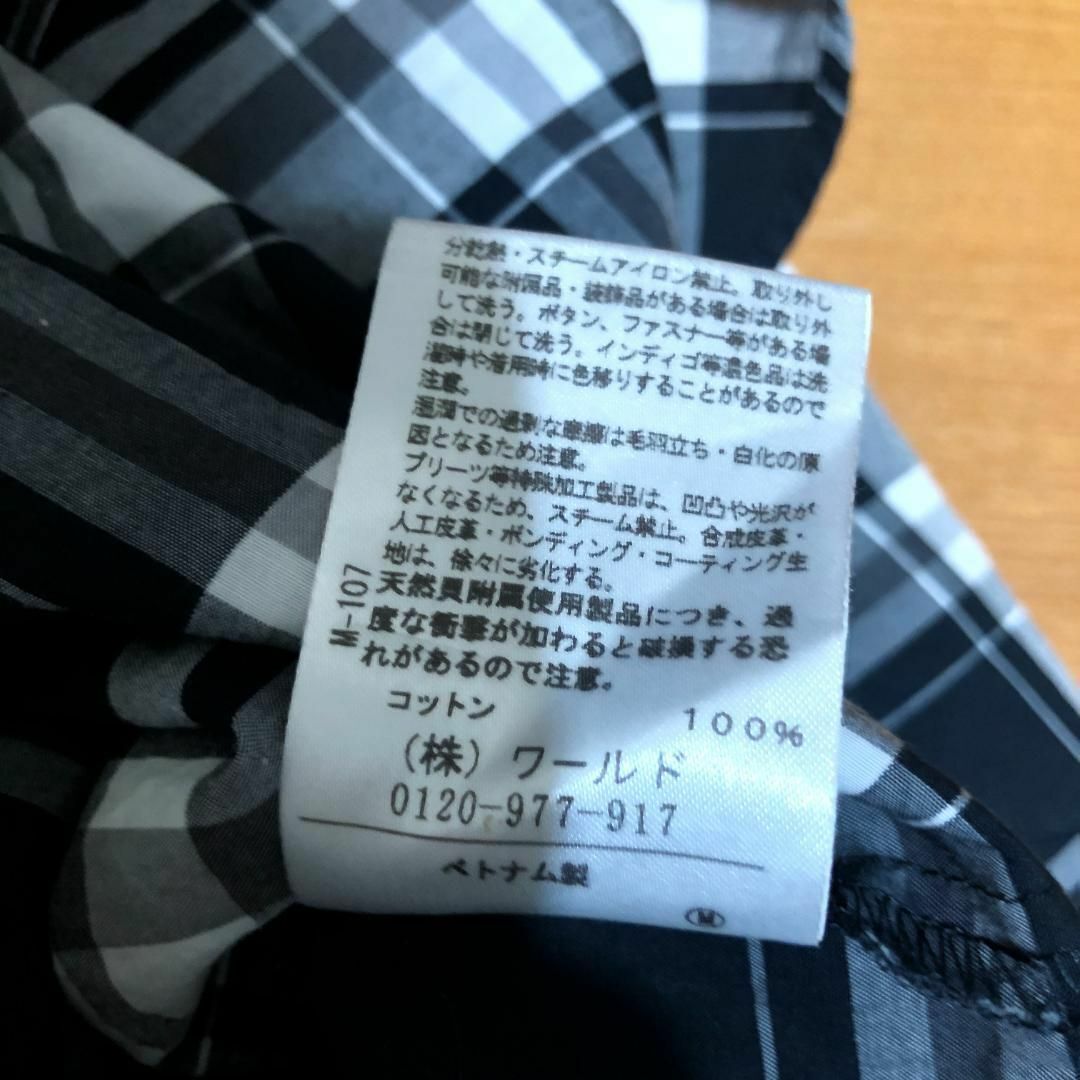 分乾熱・スチームアイロン禁止。取り外し
可能な附属品・装飾品がある場合は取り外
して洗う。ボタン、ファスナー等がある場
合は閉じて洗う。インディゴ等濃色品は洗
濯時や着用時に色移りすることがあるので
注意。
湿潤での過剰な摩擦は毛羽立ち・白化の原
因となるため注意。
プリーツ等特殊加工製品は、凹凸や光沢が
なくなるため、スチーム禁止。合成皮革・
人工皮革・ボンディング・コーティング生
地は、徐々に劣化する。
M-107
天然貝附属使用製品につき、過
度な衝撃が加わると破損する恐
れがあるので注意。
コットン 100%
(株) ワールド
0120-977-917
ベトナム製
M